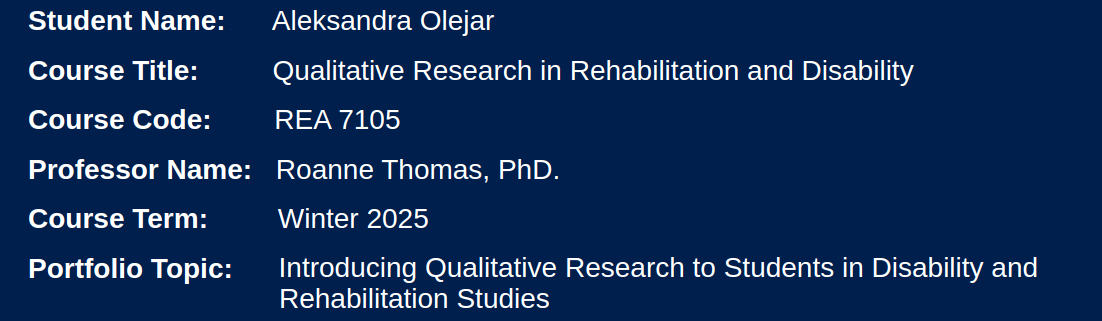 Student Name: Aleksandra Olejar
Course Title: Qualitative Research in Rehabilitation and Disability
Course Code: REA 7105
Professor Name: Roanne Thomas, PhD.
Course Term: Winter 2025
Portfolio Topic: Introducing Qualitative Research to Students in Disability and
Rehabilitation Studies